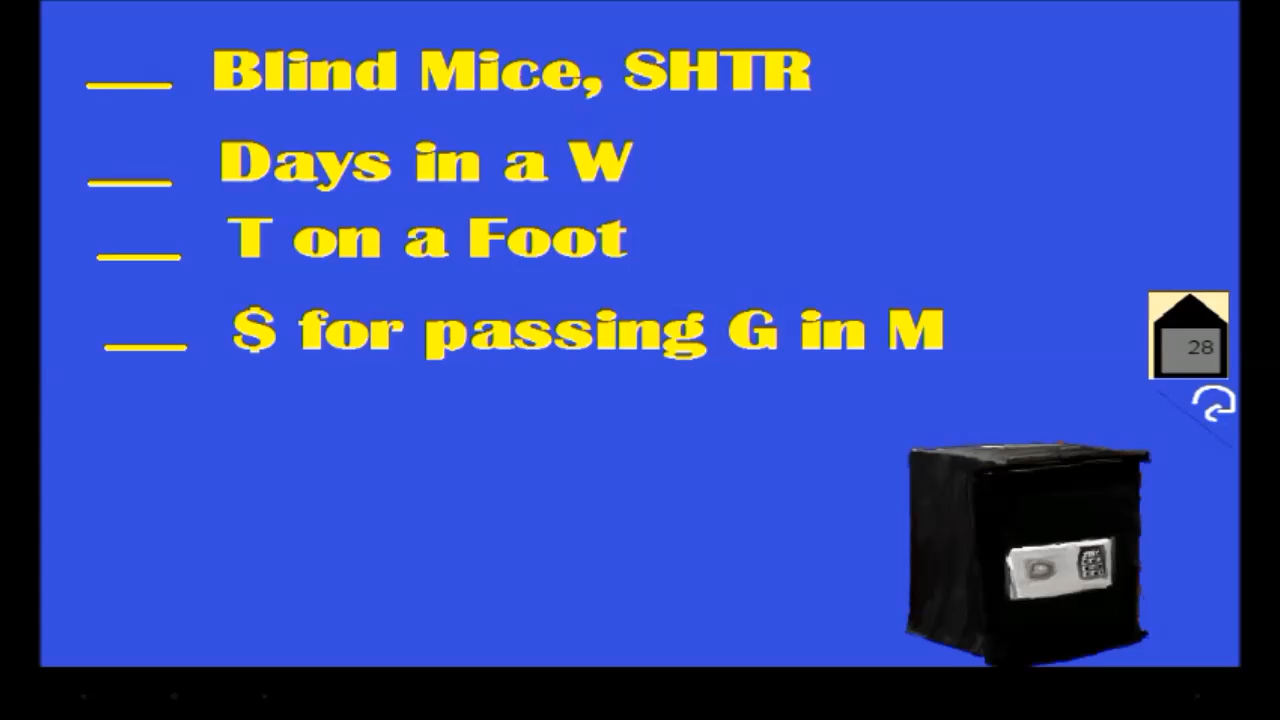 ___ Blind Mice, SHTR
___ Days in a W
___ T on a Foot
___ $ for passing G in M
28